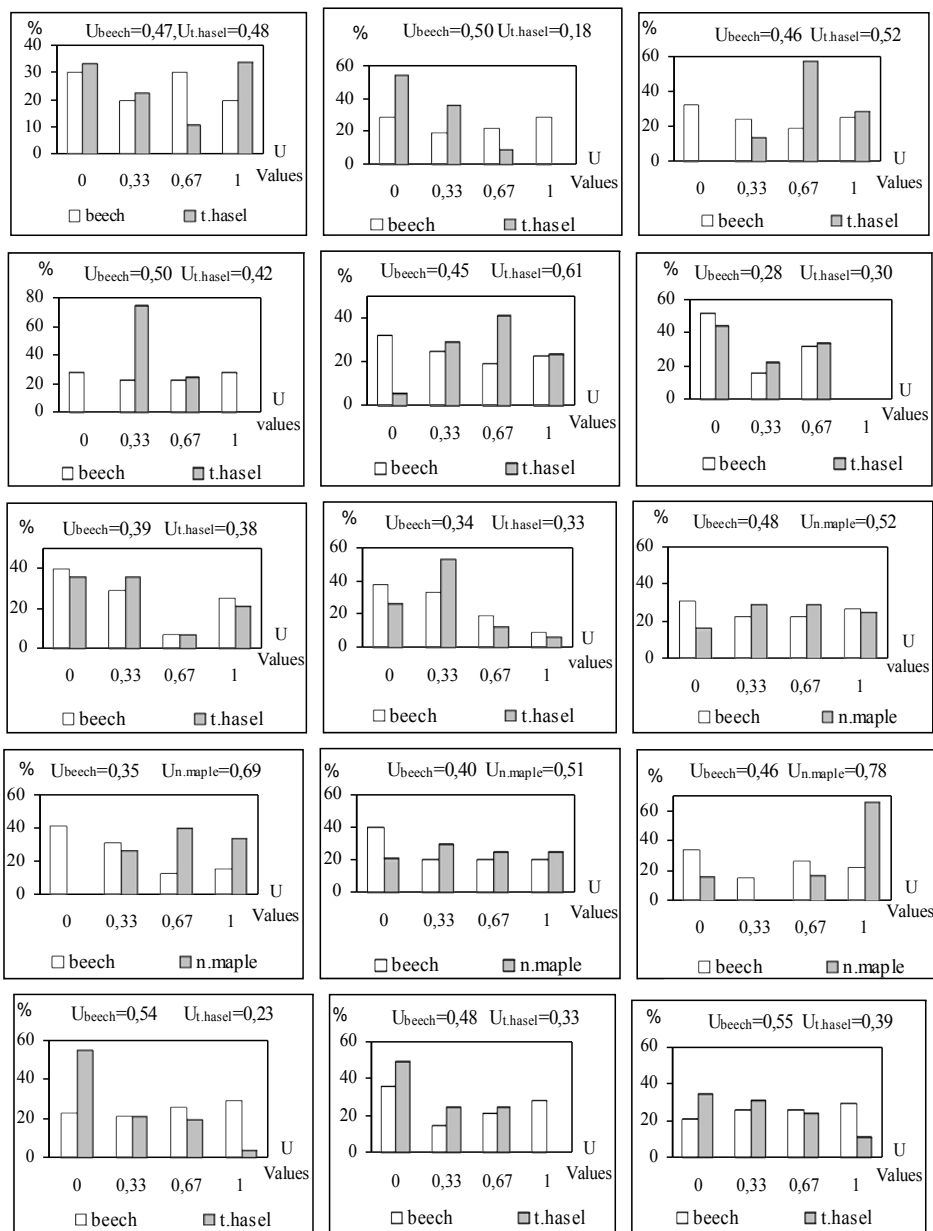 %
Ubeech=0,47,Ut.hasel=0,48
40
30
20
10
0
U
Values
0 0,33 0,67 1
beech t.hasel
%
Ubeech=0,50 Ut.hasel=0,18
60
40
20
0
U
Values
0 0,33 0,67 1
beech t.hasel
%
Ubeech=0,46 Ut.hasel=0,52
60
40
20
0
U
Values
0 0,33 0,67 1
beech t.hasel
%
Ubeech=0,50 Ut.hasel=0,42
80
60
40
20
0
U
values
0 0,33 0,67 1
beech t.hasel
%
Ubeech=0,45 Ut.hasel=0,61
40
20
0
U
Values
0 0,33 0,67 1
beech t.hasel
%
Ubeech=0,28 Ut.hasel=0,30
60
40
20
0
U
Values
0 0,33 0,67 1
beech t.hasel
%
Ubeech=0,39 Ut.hasel=0,38
40
20
0
U
Values
0 0,33 0,67 1
beech t.hasel
%
Ubeech=0,34 Ut.hasel=0,33
60
40
20
0
U
values
0 0,33 0,67 1
beech t.hasel
%
Ubeech=0,48 Un.maple=0,52
60
40
20
0
U
values
0 0,33 0,67 1
beech n.maple
%
Ubeech=0,35 Un.maple=0,69
60
40
20
0
U
Values
0 0,33 0,67 1
beech n.maple
%
Ubeech=0,40 Un.maple=0,51
60
40
20
0
U
Values
0 0,33 0,67 1
beech n.maple
%
Ubeech=0,46 Un.maple=0,78
60
40
20
0
U
Values
0 0,33 0,67 1
beech n.maple
%
Ubeech=0,54 Ut.hasel=0,23
60
40
20
0
U
Values
0 0,33 0,67 1
beech t.hasel
%
Ubeech=0,48 Ut.hasel=0,33
60
40
20
0
U
Values
0 0,33 0,67 1
beech t.hasel
%
Ubeech=0,55 Ut.hasel=0,39
60
40
20
0
U
Values
0 0,33 0,67 1
beech t.hasel